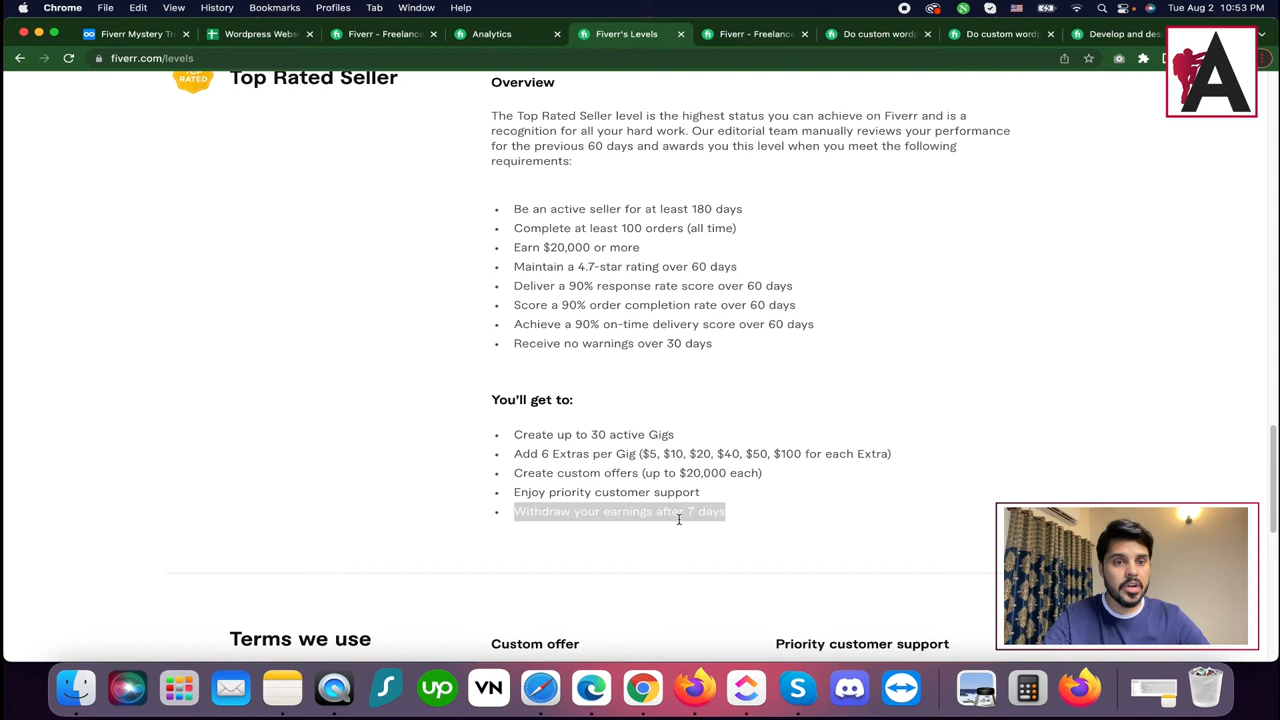 Chrome File Edit View History Bookmarks Profiles Tab Window Help Tue Aug 2 10:53 PM
Fiverr Mystery Tr Wordpress Webs Fiverr - Freelance Analytics Fiverr's Levels Fiverr - Freelance Do custom wordp Do custom wordp Develop and des
fiverr.com/levels
A
TOP
RATED
Top Rated Seller
Overview
The Top Rated Seller level is the highest status you can achieve on Fiverr and is a
recognition for all your hard work. Our editorial team manually reviews your performance
for the previous 60 days and awards you this level when you meet the following
requirements:
• Be an active seller for at least 180 days
• Complete at least 100 orders (all time)
• Earn $20,000 or more
• Maintain a 4.7-star rating over 60 days
• Deliver a 90% response rate score over 60 days
• Score a 90% order completion rate over 60 days
• Achieve a 90% on-time delivery score over 60 days
• Receive no warnings over 30 days
You'll get to:
• Create up to 30 active Gigs
• Add 6 Extras per Gig ($5, $10, $20, $40, $50, $100 for each Extra)
• Create custom offers (up to $20,000 each)
• Enjoy priority customer support
• Withdraw your earnings after 7 days
Terms we use
Custom offer
Priority customer support
up
VN